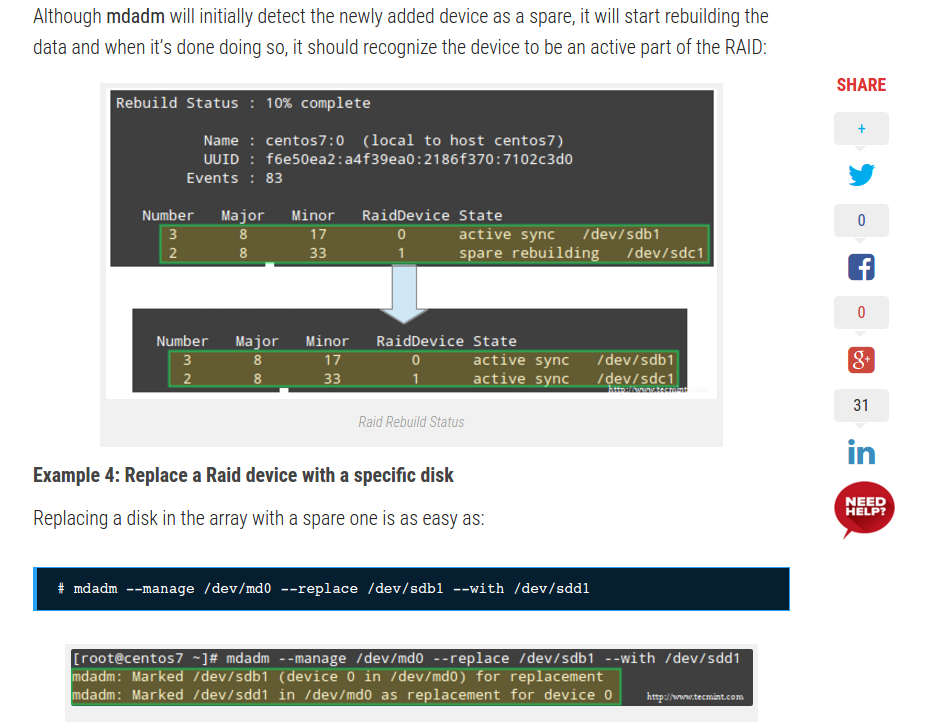 Although mdadm will initially detect the newly added device as a spare, it will start rebuilding the
data and when it's done doing so, it should recognize the device to be an active part of the RAID:
SHARE
+
0
0
31
Rebuild Status : 10% complete
Name : centos7:0 (local to host centos7)
UUID : f6e50ea2:a4f39ea0:2186f370:7102c3d0
Events : 83
Number Major Minor RaidDevice State
3 8 17 0 active sync /dev/sdb1
2 8 33 1 spare rebuilding /dev/sdc1
Number Major Minor RaidDevice State
3 8 17 0 active sync /dev/sdb1
2 8 33 1 active sync /dev/sdc1
Raid Rebuild Status
g+
in
NEED
HELP?
Example 4: Replace a Raid device with a specific disk
Replacing a disk in the array with a spare one is as easy as:
# mdadm --manage /dev/md0 --replace /dev/sdb1 --with /dev/sdd1
[root@centos7 ~]# mdadm --manage /dev/md0 --replace /dev/sdb1 --with /dev/sdd1
mdadm: Marked /dev/sdb1 (device 0 in /dev/md0) for replacement
mdadm: Marked /dev/sdd1 in /dev/md0 as replacement for device 0
http://www.tecmint.com